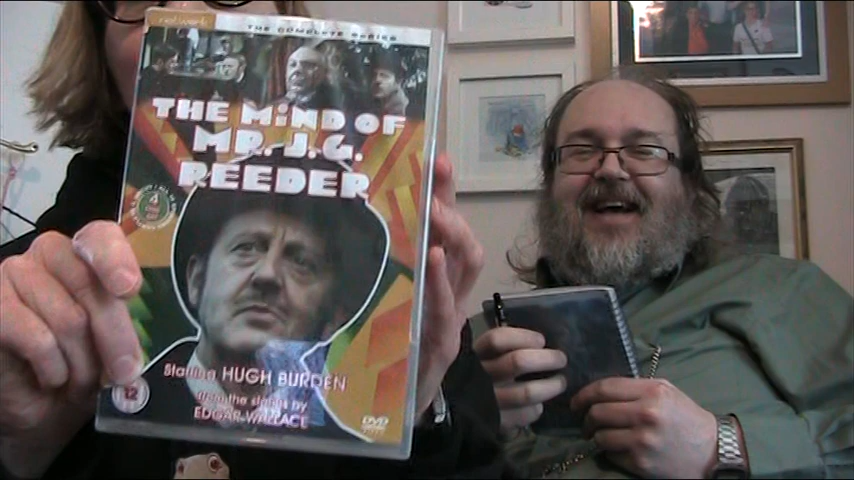 network
THE COMPLETE SERIES
THE MiND OF
MR. J. G.
REEDER
4
Starring HUGH BURDEN
from the stories by
EDGAR WALLACE
12
DVD